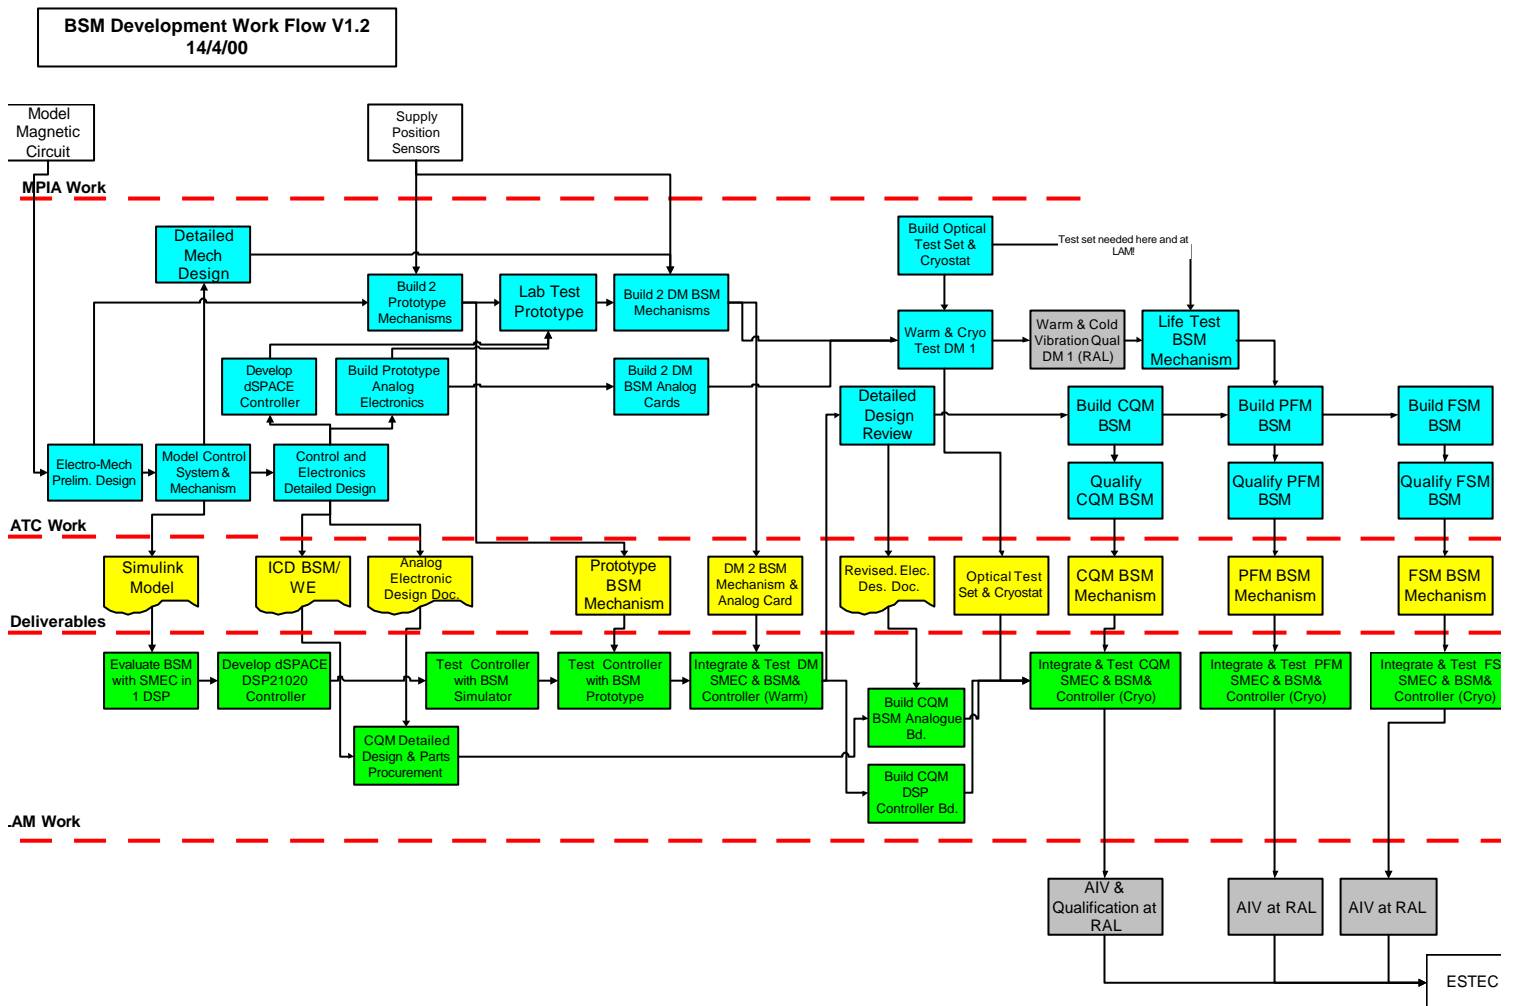 BSM Development Work Flow V1.2
14/4/00
Model
Magnetic
Circuit
Supply
Position
Sensors
MPIA Work
Detailed
Mech
Design
Build 2
Prototype
Mechanisms
Lab Test
Prototype
Build 2 DM BSM
Mechanisms
Build Optical
Test Set &
Cryostat
Test set needed here and at
LAM!
Warm & Cryo
Test DM 1
Warm & Cold
Vibration Qual
DM 1 (RAL)
Life Test
BSM
Mechanism
Develop
dSPACE
Controller
Build Prototype
Analog
Electronics
Build 2 DM
BSM Analog
Cards
Detailed
Design
Review
Build CQM
BSM
Build PFM
BSM
Build FSM
BSM
Electro-Mech
Prelim. Design
Model Control
System &
Mechanism
Control and
Electronics
Detailed Design
Qualify
CQM BSM
Qualify PFM
BSM
Qualify FSM
BSM
ATC Work
Simulink
Model
ICD BSM/
WE
Analog
Electronic
Design Doc.
Prototype
BSM
Mechanism
DM 2 BSM
Mechanism &
Analog Card
Revised. Elec.
Des. Doc.
Optical Test
Set & Cryostat
CQM BSM
Mechanism
PFM BSM
Mechanism
FSM BSM
Mechanism
Deliverables
Evaluate BSM
with SMEC in
1 DSP
Develop dSPACE
DSP21020
Controller
Test Controller
with BSM
Simulator
Test Controller
with BSM
Prototype
Integrate & Test DM
SMEC & BSM&
Controller (Warm)
Integrate & Test CQM
SMEC & BSM&
Controller (Cryo)
Integrate & Test PFM
SMEC & BSM&
Controller (Cryo)
Integrate & Test FS
SMEC & BSM&
Controller (Cryo)
CQM Detailed
Design & Parts
Procurement
Build CQM
BSM Analogue
Bd.
Build CQM
DSP
Controller Bd.
AM Work
AIV &
Qualification at
RAL
AIV at RAL
AIV at RAL
ESTEC